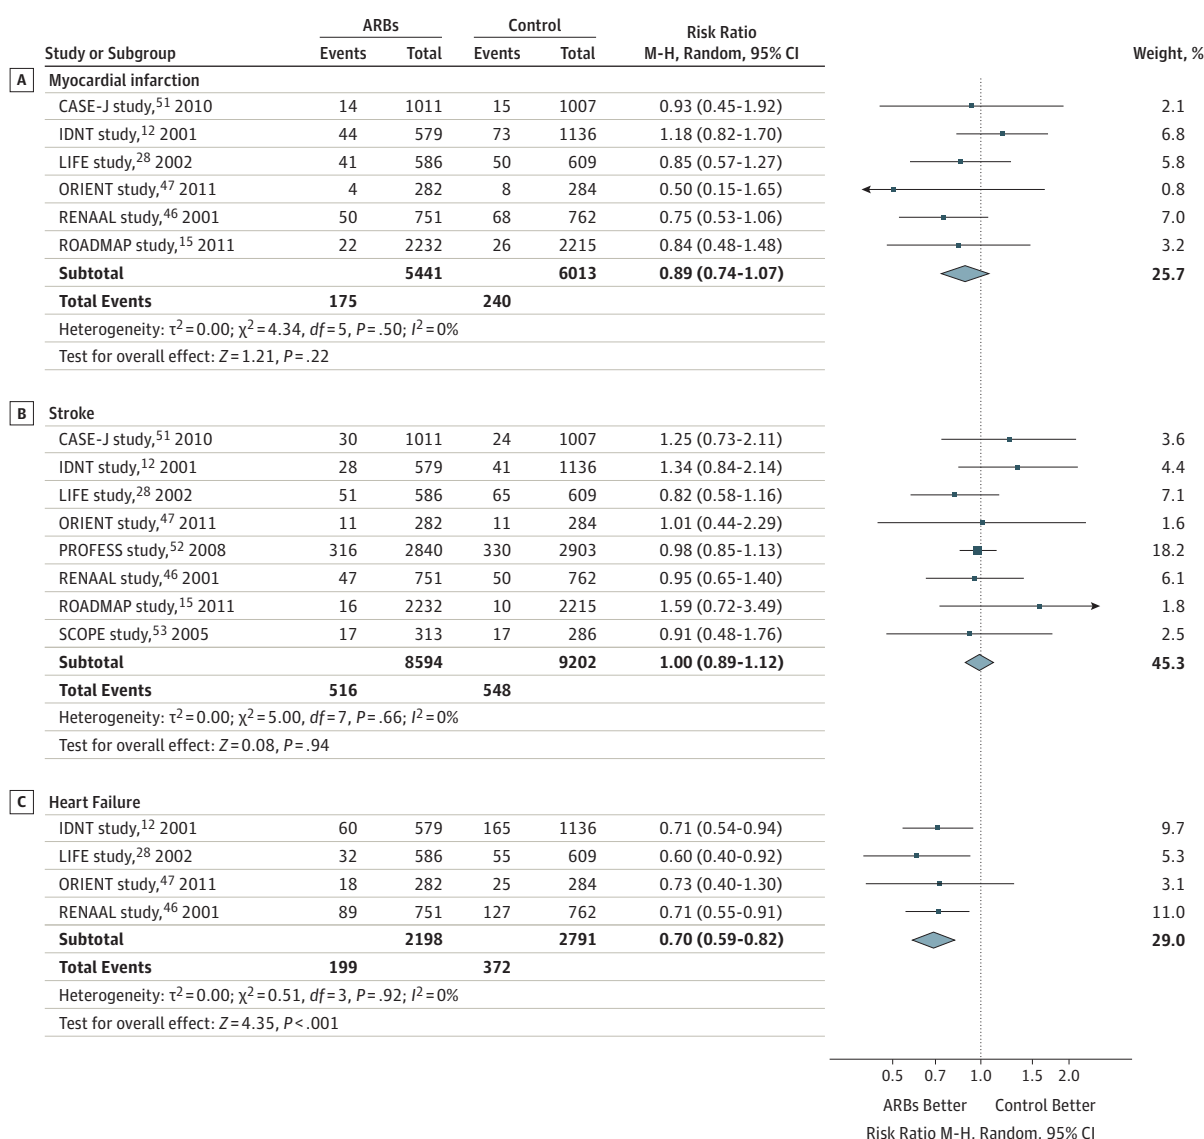 ARBs Control Risk Ratio
Study or Subgroup Events Total Events Total M-H, Random, 95% CI Weight, %
A Myocardial infarction
CASE-J study,51 2010 14 1011 15 1007 0.93 (0.45-1.92) 2.1
IDNT study,12 2001 44 579 73 1136 1.18 (0.82-1.70) 6.8
LIFE study,28 2002 41 586 50 609 0.85 (0.57-1.27) 5.8
ORIENT study,47 2011 4 282 8 284 0.50 (0.15-1.65) 0.8
RENAAL study,46 2001 50 751 68 762 0.75 (0.53-1.06) 7.0
ROADMAP study,15 2011 22 2232 26 2215 0.84 (0.48-1.48) 3.2
Subtotal 5441 6013 0.89 (0.74-1.07) 25.7
Total Events 175 240
Heterogeneity: τ2=0.00; χ2=4.34, df=5, P=.50; I2=0%
Test for overall effect: Z=1.21, P=.22
B Stroke
CASE-J study,51 2010 30 1011 24 1007 1.25 (0.73-2.11) 3.6
IDNT study,12 2001 28 579 41 1136 1.34 (0.84-2.14) 4.4
LIFE study,28 2002 51 586 65 609 0.82 (0.58-1.16) 7.1
ORIENT study,47 2011 11 282 11 284 1.01 (0.44-2.29) 1.6
PROFESS study,52 2008 316 2840 330 2903 0.98 (0.85-1.13) 18.2
RENAAL study,46 2001 47 751 50 762 0.95 (0.65-1.40) 6.1
ROADMAP study,15 2011 16 2232 10 2215 1.59 (0.72-3.49) 1.8
SCOPE study,53 2005 17 313 17 286 0.91 (0.48-1.76) 2.5
Subtotal 8594 9202 1.00 (0.89-1.12) 45.3
Total Events 516 548
Heterogeneity: τ2=0.00; χ2=5.00, df=7, P=.66; I2=0%
Test for overall effect: Z=0.08, P=.94
C Heart Failure
IDNT study,12 2001 60 579 165 1136 0.71 (0.54-0.94) 9.7
LIFE study,28 2002 32 586 55 609 0.60 (0.40-0.92) 5.3
ORIENT study,47 2011 18 282 25 284 0.73 (0.40-1.30) 3.1
RENAAL study,46 2001 89 751 127 762 0.71 (0.55-0.91) 11.0
Subtotal 2198 2791 0.70 (0.59-0.82) 29.0
Total Events 199 372
Heterogeneity: τ2=0.00; χ2=0.51, df=3, P=.92; I2=0%
Test for overall effect: Z=4.35, P<.001
0.5 0.7 1.0 1.5 2.0
ARBs Better Control Better
Risk Ratio M-H, Random, 95% CI